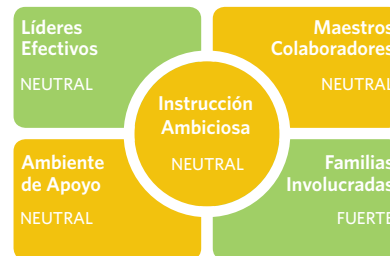 Líderes
Efectivos
NEUTRAL
Maestros
Colaboradores
NEUTRAL
Instrucción
Ambiciosa
NEUTRAL
Ambiente
de Apoyo
NEUTRAL
Familias
Involucradas
FUERTE